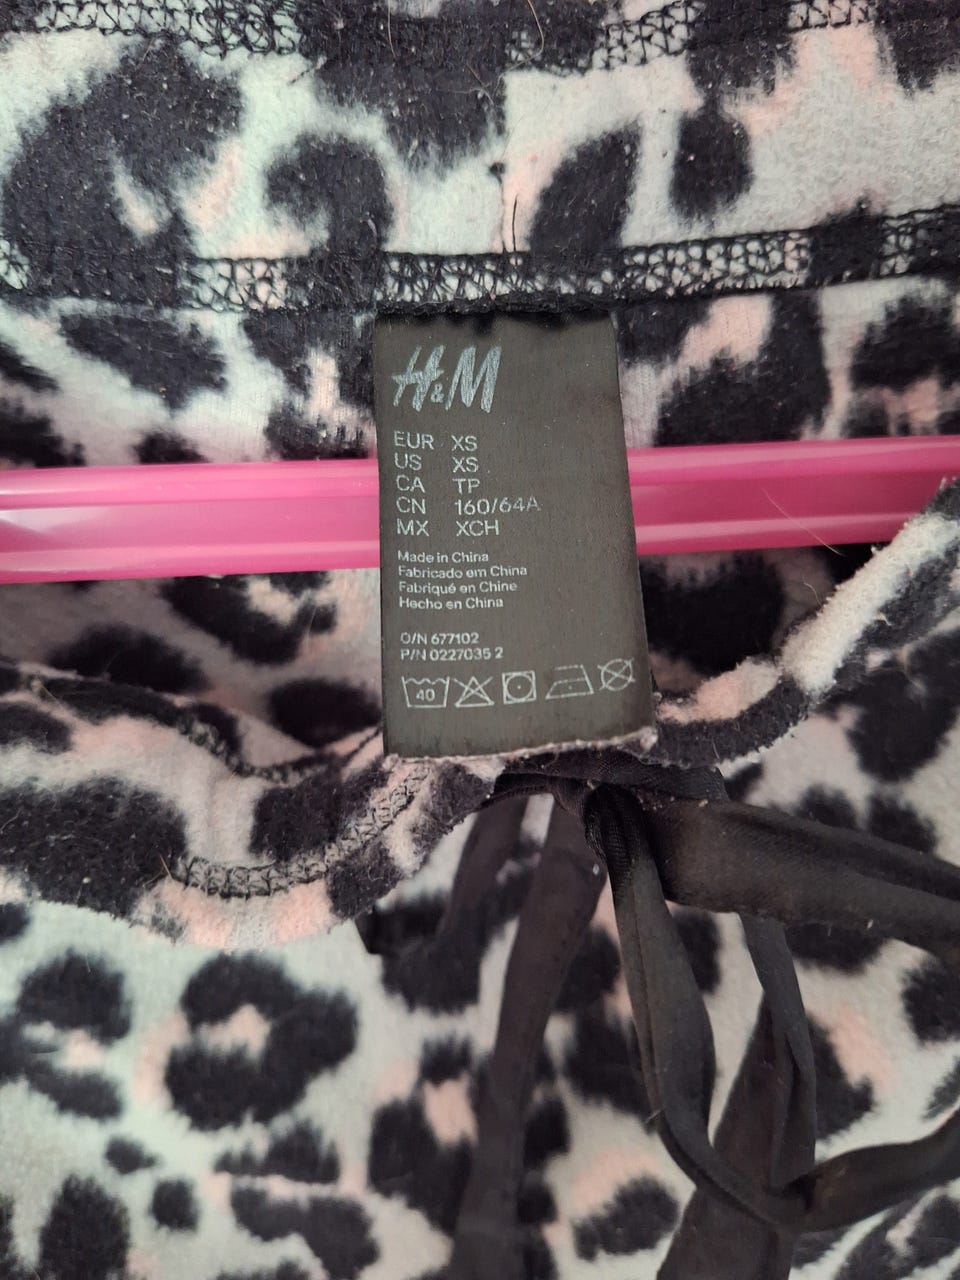 H&M
EUR XS
US XS
CA TP
CN 160/64A
MX XCH
Made in China
Fabricado em China
Fabriqué en Chine
Hecho en China
O/N 677102
P/N 0227035 2
40